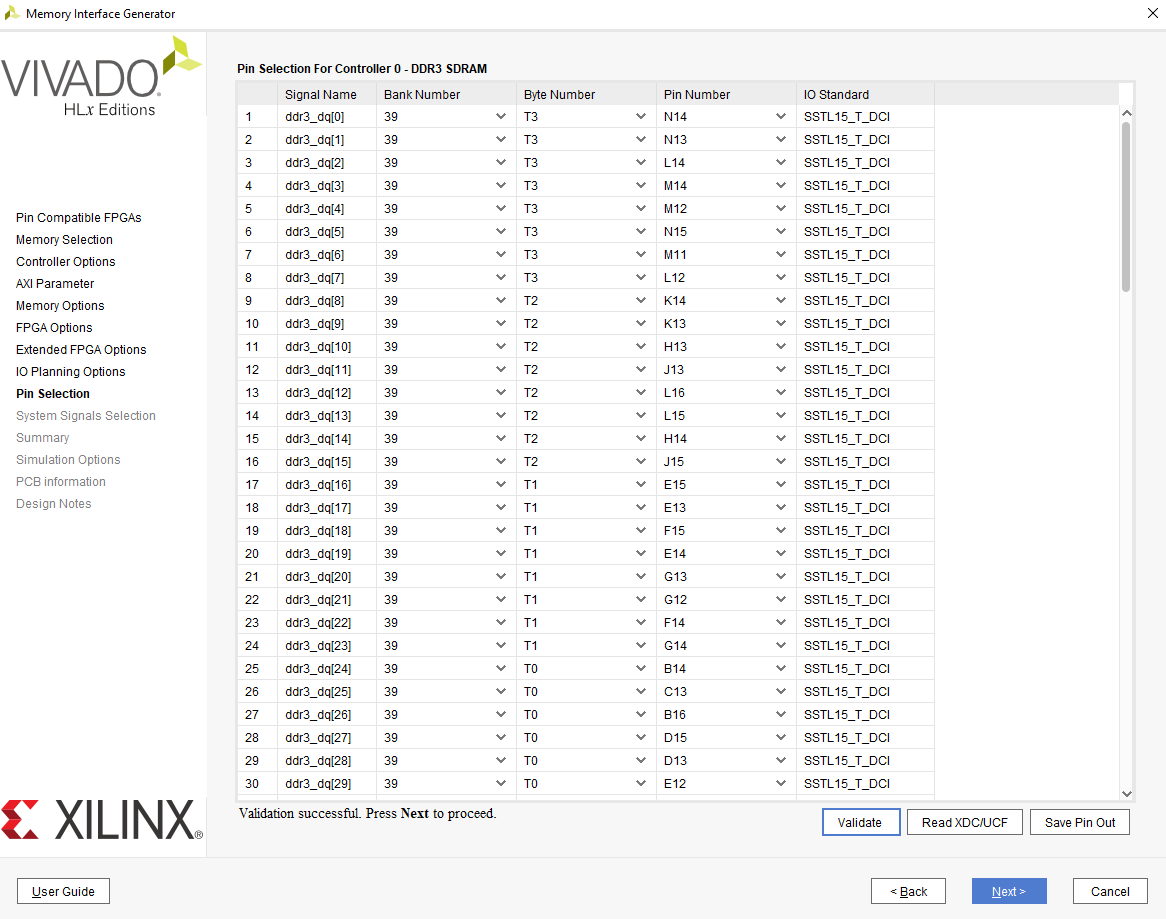 Memory Interface Generator
VIVADO.
HLx Editions
Pin Compatible FPGAs
Memory Selection
Controller Options
AXI Parameter
Memory Options
FPGA Options
Extended FPGA Options
IO Planning Options
Pin Selection
System Signals Selection
Summary
Simulation Options
PCB information
Design Notes
XILINX®
Pin Selection For Controller 0 - DDR3 SDRAM
Signal Name Bank Number Byte Number Pin Number IO Standard
1 ddr3_dq[0] 39 T3 N14 SSTL15_T_DCI
2 ddr3_dq[1] 39 T3 N13 SSTL15_T_DCI
3 ddr3_dq[2] 39 T3 L14 SSTL15_T_DCI
4 ddr3_dq[3] 39 T3 M14 SSTL15_T_DCI
5 ddr3_dq[4] 39 T3 M12 SSTL15_T_DCI
6 ddr3_dq[5] 39 T3 N15 SSTL15_T_DCI
7 ddr3_dq[6] 39 T3 M11 SSTL15_T_DCI
8 ddr3_dq[7] 39 T3 L12 SSTL15_T_DCI
9 ddr3_dq[8] 39 T2 K14 SSTL15_T_DCI
10 ddr3_dq[9] 39 T2 K13 SSTL15_T_DCI
11 ddr3_dq[10] 39 T2 H13 SSTL15_T_DCI
12 ddr3_dq[11] 39 T2 J13 SSTL15_T_DCI
13 ddr3_dq[12] 39 T2 L16 SSTL15_T_DCI
14 ddr3_dq[13] 39 T2 L15 SSTL15_T_DCI
15 ddr3_dq[14] 39 T2 H14 SSTL15_T_DCI
16 ddr3_dq[15] 39 T2 J15 SSTL15_T_DCI
17 ddr3_dq[16] 39 T1 E15 SSTL15_T_DCI
18 ddr3_dq[17] 39 T1 E13 SSTL15_T_DCI
19 ddr3_dq[18] 39 T1 F15 SSTL15_T_DCI
20 ddr3_dq[19] 39 T1 E14 SSTL15_T_DCI
21 ddr3_dq[20] 39 T1 G13 SSTL15_T_DCI
22 ddr3_dq[21] 39 T1 G12 SSTL15_T_DCI
23 ddr3_dq[22] 39 T1 F14 SSTL15_T_DCI
24 ddr3_dq[23] 39 T1 G14 SSTL15_T_DCI
25 ddr3_dq[24] 39 T0 B14 SSTL15_T_DCI
26 ddr3_dq[25] 39 T0 C13 SSTL15_T_DCI
27 ddr3_dq[26] 39 T0 B16 SSTL15_T_DCI
28 ddr3_dq[27] 39 T0 D15 SSTL15_T_DCI
29 ddr3_dq[28] 39 T0 D13 SSTL15_T_DCI
30 ddr3_dq[29] 39 T0 E12 SSTL15_T_DCI
Validation successful. Press Next to proceed.
Validate Read XDC/UCF Save Pin Out
User Guide < Back Next > Cancel